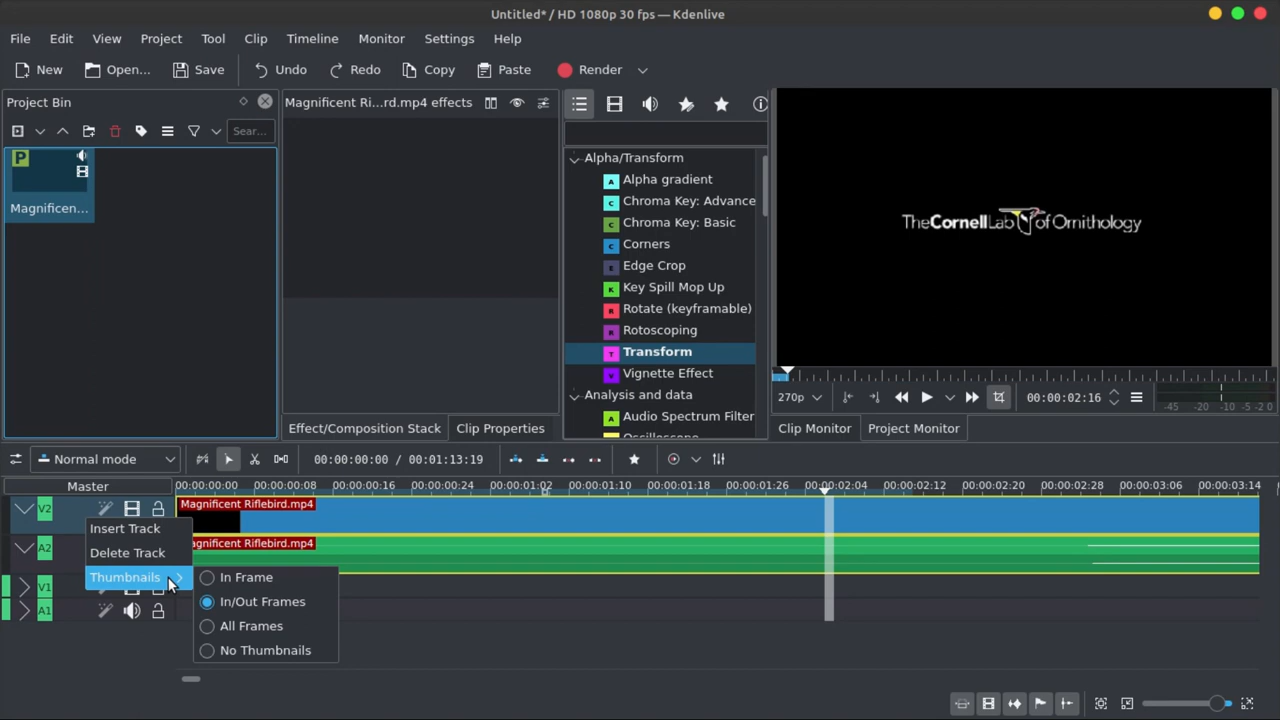 Untitled* / HD 1080p 30 fps — Kdenlive
File Edit View Project Tool Clip Timeline Monitor Settings Help
New Open... Save Undo Redo Copy Paste Render
Project Bin
Magnificent Ri...rd.mp4 effects
Sear...
P
Magnificen...
Alpha/Transform
Alpha gradient
Chroma Key: Advance
Chroma Key: Basic
Corners
Edge Crop
Key Spill Mop Up
Rotate (keyframable)
Rotoscoping
Transform
Vignette Effect
Analysis and data
Audio Spectrum Filter
TheCornellLab of Ornithology
270p 00:00:02:16
-45 -20 -10 -5 -2 0
Effect/Composition Stack Clip Properties
Clip Monitor Project Monitor
Normal mode 00:00:00:00 / 00:01:13:19
Master
00:00:00:00 00:00:00:08 00:00:00:16 00:00:00:24 00:00:01:02 00:00:01:10 00:00:01:18 00:00:01:26 00:00:02:04 00:00:02:12 00:00:02:20 00:00:02:28 00:00:03:06 00:00:03:14
V2 Magnificent Riflebird.mp4
A2 agnificent Riflebird.mp4
V1
A1
Insert Track
Delete Track
Thumbnails
In Frame
In/Out Frames
All Frames
No Thumbnails